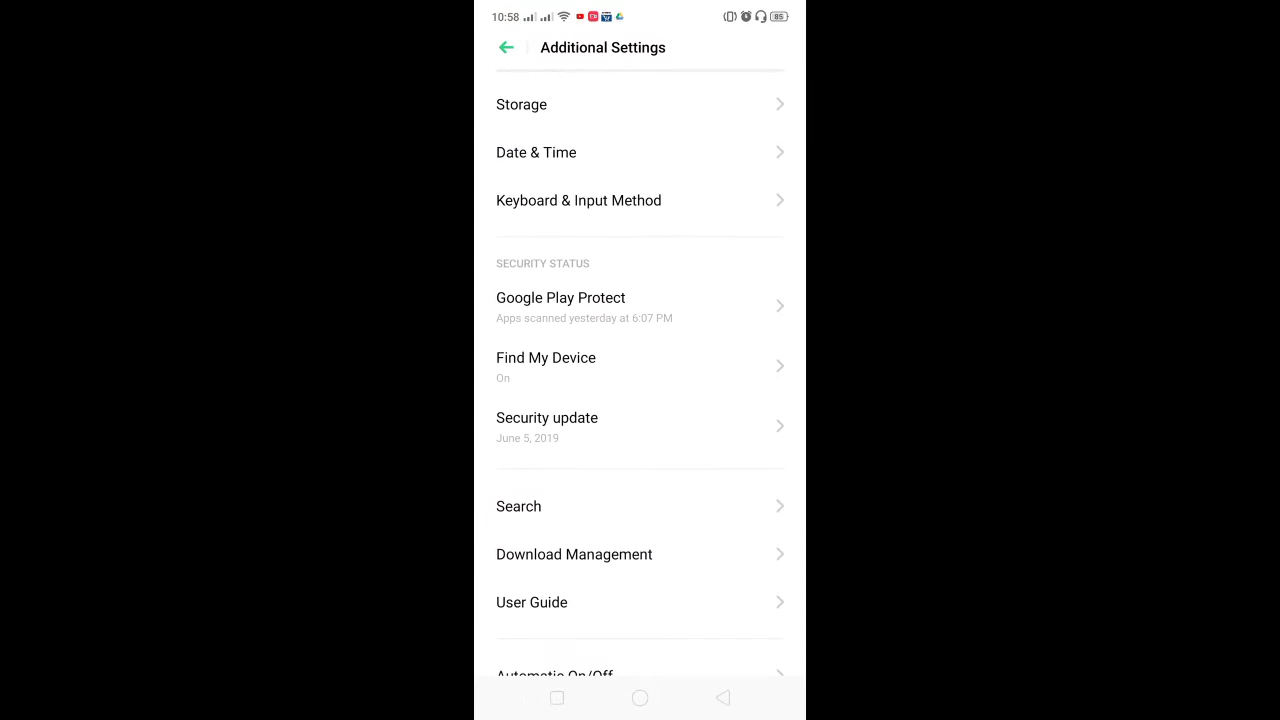 10:58
85
Additional Settings
Storage
Date & Time
Keyboard & Input Method
SECURITY STATUS
Google Play Protect
Apps scanned yesterday at 6:07 PM
Find My Device
On
Security update
June 5, 2019
Search
Download Management
User Guide
Automatic On/Off